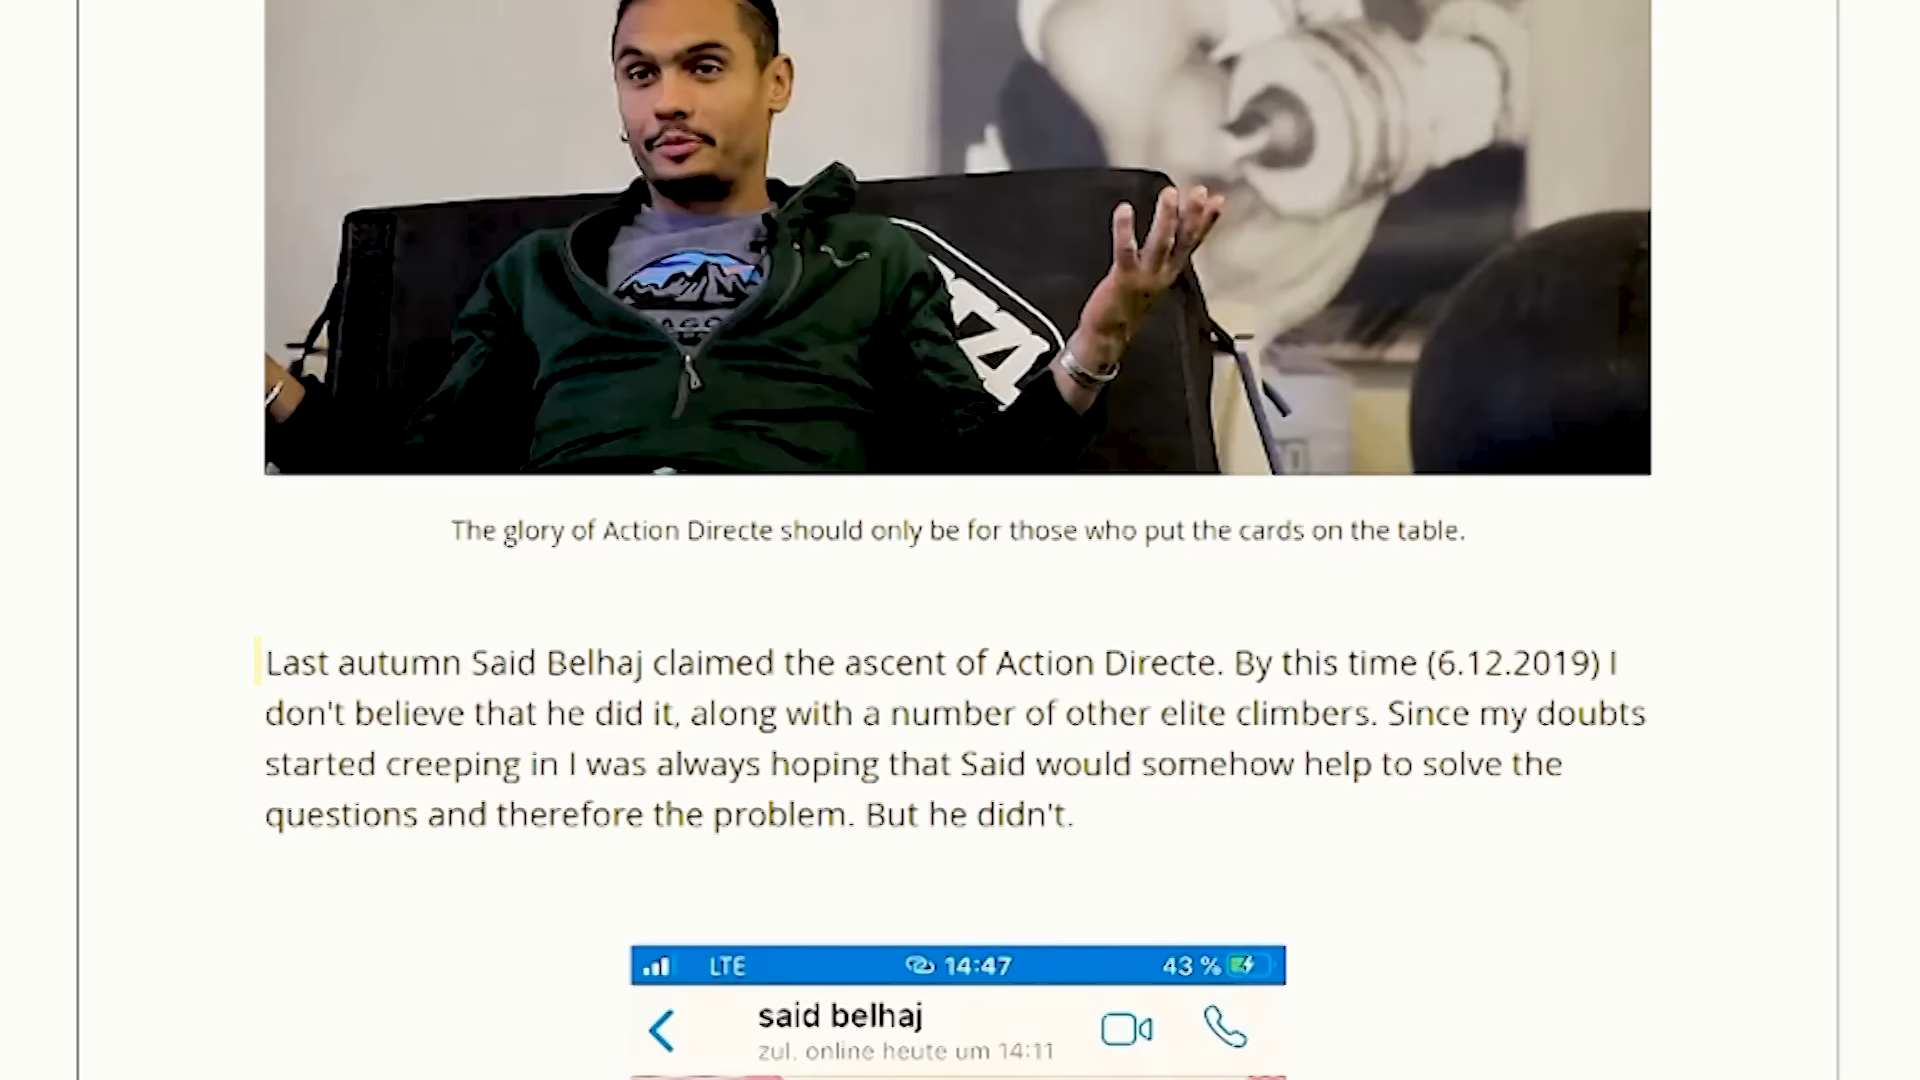 The glory of Action Directe should only be for those who put the cards on the table.
Last autumn Said Belhaj claimed the ascent of Action Directe. By this time (6.12.2019) I
don't believe that he did it, along with a number of other elite climbers. Since my doubts
started creeping in I was always hoping that Said would somehow help to solve the
questions and therefore the problem. But he didn't.
LTE 14:47 43 %
said belhaj
zul. online heute um 14:11